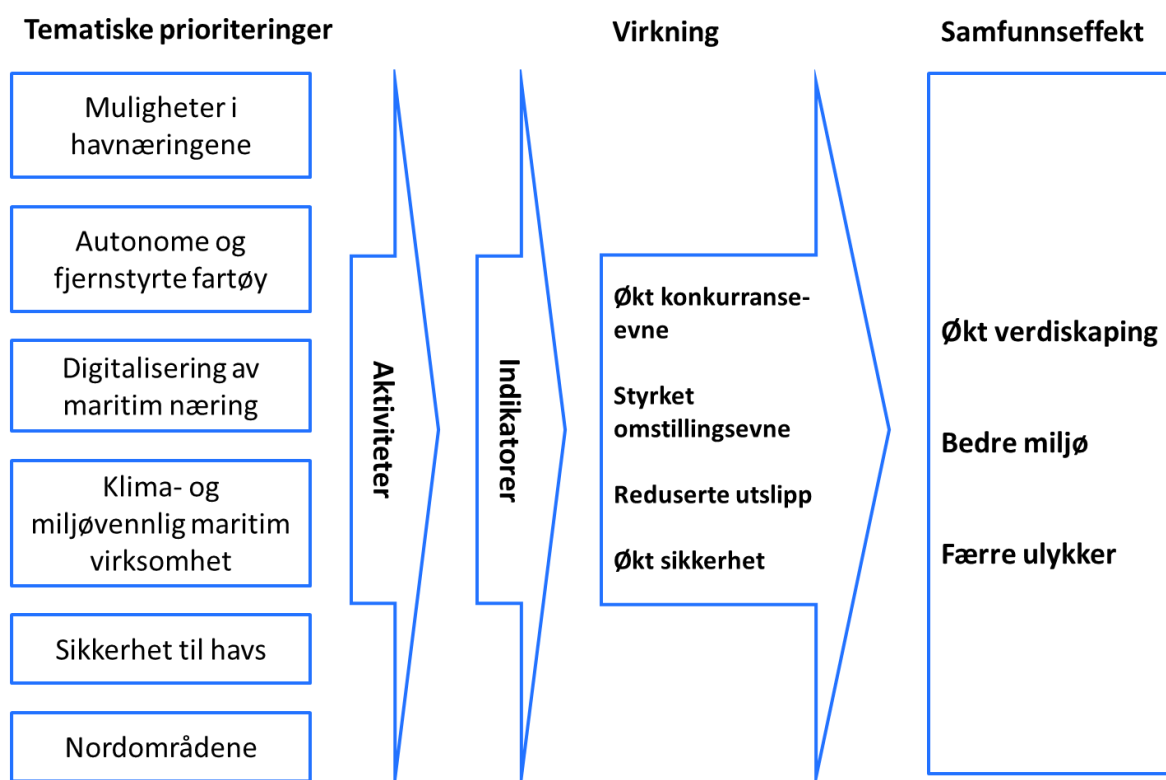 Tematiske prioriteringer
Virkning
Samfunnseffekt
Muligheter i
havnæringene
Autonome og
fjernstyrte fartøy
Digitalisering av
maritim næring
Klima- og
miljøvennlig maritim
virksomhet
Sikkerhet til havs
Nordområdene
Aktiviteter
Indikatorer
Økt konkurranse-
evne
Styrket
omstillingsevne
Reduserte utslipp
Økt sikkerhet
Økt verdiskaping
Bedre miljø
Færre ulykker